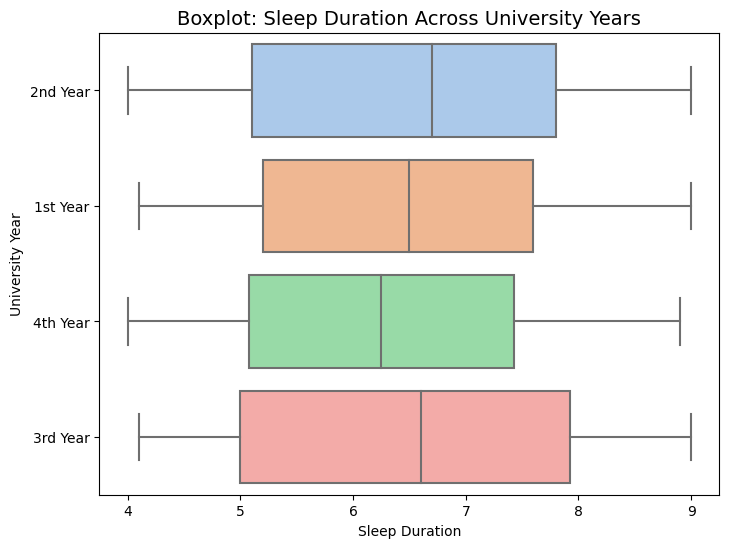 Boxplot: Sleep Duration Across University Years
University Year
2nd Year
1st Year
4th Year
3rd Year
4 5 6 7 8 9
Sleep Duration